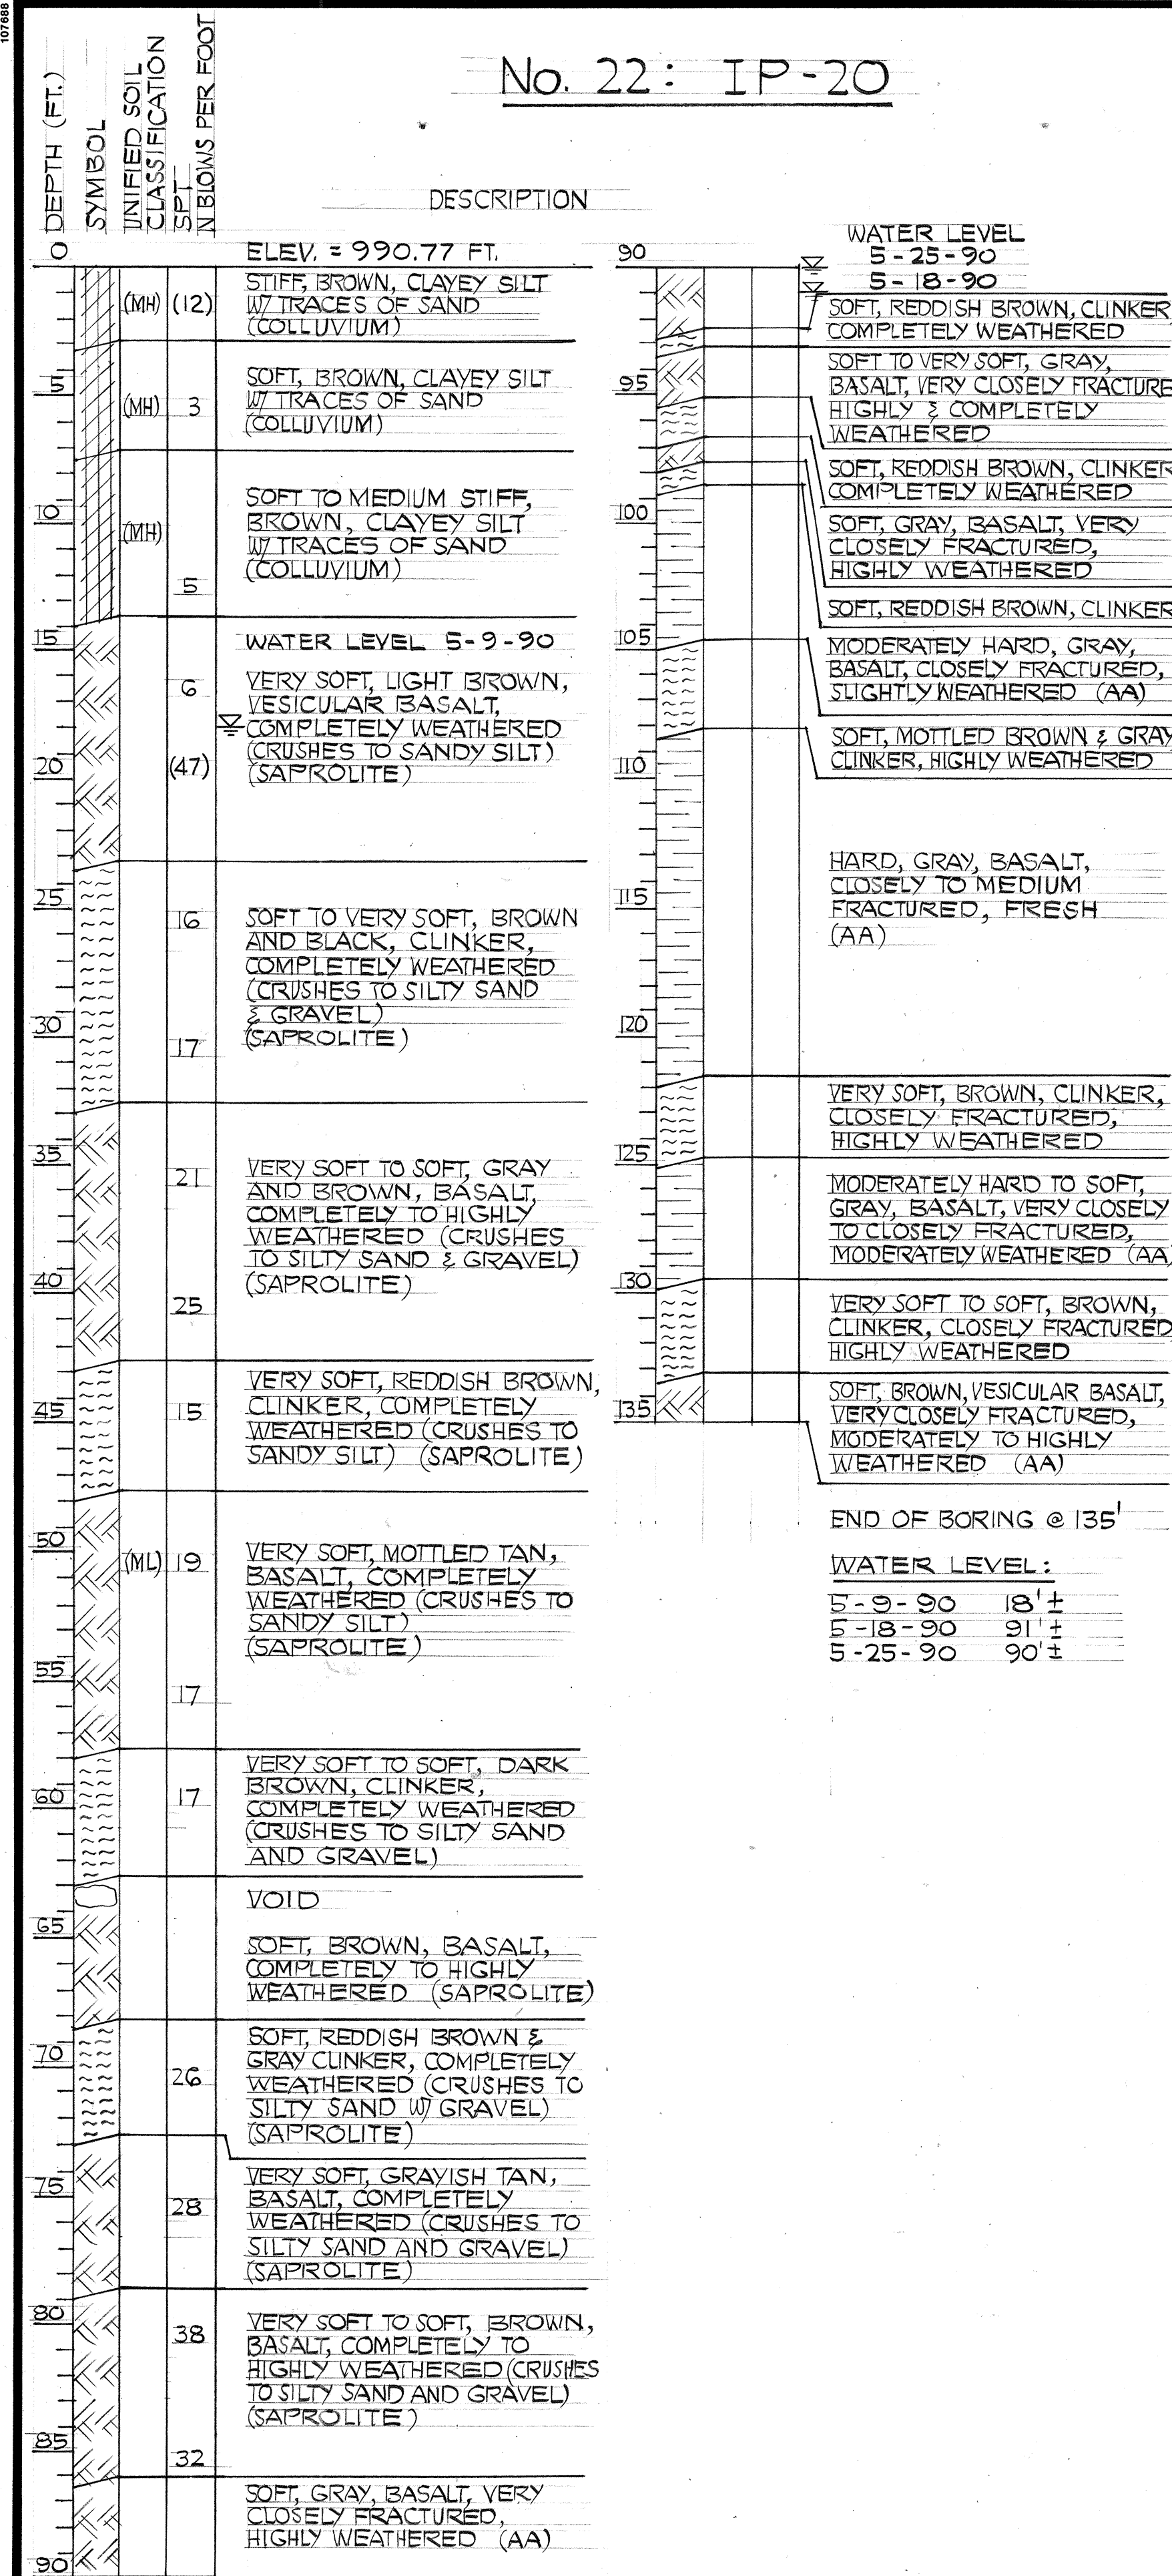 107688
No. 22: IP-20
DEPTH (FT.)
SYMBOL
UNIFIED SOIL
CLASSIFICATION
SPT
N BLOWS PER FOOT
DESCRIPTION
0
ELEV. = 990.77 FT.
(MH) (12)
STIFF, BROWN, CLAYEY SILT
W/ TRACES OF SAND
(COLLUVIUM)
5
(MH) 3
SOFT, BROWN, CLAYEY SILT
W/ TRACES OF SAND
(COLLUVIUM)
10
(MH)
5
SOFT TO MEDIUM STIFF,
BROWN, CLAYEY SILT
W/ TRACES OF SAND
(COLLUVIUM)
15
WATER LEVEL 5-9-90
6
(47)
20
VERY SOFT, LIGHT BROWN,
VESICULAR BASALT,
COMPLETELY WEATHERED
(CRUSHES TO SANDY SILT)
(SAPROLITE)
25
16
30
17
SOFT TO VERY SOFT, BROWN
AND BLACK, CLINKER,
COMPLETELY WEATHERED
(CRUSHES TO SILTY SAND
& GRAVEL)
(SAPROLITE)
35
21
40
25
VERY SOFT TO SOFT, GRAY
AND BROWN, BASALT,
COMPLETELY TO HIGHLY
WEATHERED (CRUSHES
TO SILTY SAND & GRAVEL)
(SAPROLITE)
45
15
VERY SOFT, REDDISH BROWN,
CLINKER, COMPLETELY
WEATHERED (CRUSHES TO
SANDY SILT) (SAPROLITE)
50
(ML) 19
55
17
VERY SOFT, MOTTLED TAN,
BASALT, COMPLETELY
WEATHERED (CRUSHES TO
SANDY SILT)
(SAPROLITE)
60
17
VERY SOFT TO SOFT, DARK
BROWN, CLINKER,
COMPLETELY WEATHERED
(CRUSHES TO SILTY SAND
AND GRAVEL)
VOID
65
SOFT, BROWN, BASALT,
COMPLETELY TO HIGHLY
WEATHERED (SAPROLITE)
70
26
SOFT, REDDISH BROWN &
GRAY CLINKER, COMPLETELY
WEATHERED (CRUSHES TO
SILTY SAND W/ GRAVEL)
(SAPROLITE)
75
28
VERY SOFT, GRAYISH TAN,
BASALT, COMPLETELY
WEATHERED (CRUSHES TO
SILTY SAND AND GRAVEL)
(SAPROLITE)
80
38
85
32
VERY SOFT TO SOFT, BROWN,
BASALT, COMPLETELY TO
HIGHLY WEATHERED (CRUSHES
TO SILTY SAND AND GRAVEL)
(SAPROLITE)
SOFT, GRAY, BASALT, VERY
CLOSELY FRACTURED,
HIGHLY WEATHERED (AA)
90
90
WATER LEVEL
5-25-90
5-18-90
SOFT, REDDISH BROWN, CLINKER
COMPLETELY WEATHERED
95
SOFT TO VERY SOFT, GRAY,
BASALT, VERY CLOSELY FRACTURE
HIGHLY & COMPLETELY
WEATHERED
SOFT, REDDISH BROWN, CLINKER
COMPLETELY WEATHERED
100
SOFT, GRAY, BASALT, VERY
CLOSELY FRACTURED,
HIGHLY WEATHERED
SOFT, REDDISH BROWN, CLINKER
105
MODERATELY HARD, GRAY,
BASALT, CLOSELY FRACTURED,
SLIGHTLY WEATHERED (AA)
SOFT, MOTTLED BROWN & GRAY
CLINKER, HIGHLY WEATHERED
110
115
HARD, GRAY, BASALT,
CLOSELY TO MEDIUM
FRACTURED, FRESH
(AA)
120
VERY SOFT, BROWN, CLINKER,
CLOSELY FRACTURED,
HIGHLY WEATHERED
125
MODERATELY HARD TO SOFT,
GRAY, BASALT, VERY CLOSELY
TO CLOSELY FRACTURED,
MODERATELY WEATHERED (AA)
130
VERY SOFT TO SOFT, BROWN,
CLINKER, CLOSELY FRACTURED
HIGHLY WEATHERED
135
SOFT, BROWN, VESICULAR BASALT,
VERY CLOSELY FRACTURED,
MODERATELY TO HIGHLY
WEATHERED (AA)
END OF BORING @ 135'
WATER LEVEL:
5-9-90 18'±
5-18-90 91'±
5-25-90 90'±